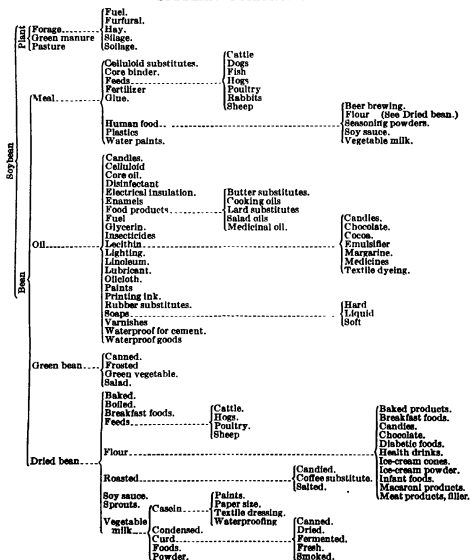 Soybean
Plant
Forage
Green manure
Pasture
Fuel.
Furfural.
Hay.
Silage.
Soilage.
Bean
Meal
Celluloid substitutes.
Core binder.
Feeds
Fertilizer
Glue.
Cattle
Dogs
Fish
Hogs
Poultry
Rabbits
Sheep
Human food
Plastics
Water paints.
Beer brewing.
Flour (See Dried bean.)
Seasoning powders.
Soy sauce.
Vegetable milk.
Oil
Candles.
Celluloid
Core oil.
Disinfectant
Electrical insulation.
Enamels
Food products
Fuel
Glycerin.
Insecticides
Lecithin
Lighting.
Linoleum.
Lubricant.
Oilcloth.
Paints
Printing ink.
Rubber substitutes.
Soaps
Varnishes
Waterproof for cement.
Waterproof goods
Butter substitutes.
Cooking oils
Lard substitutes
Salad oils
Medicinal oil.
Candies.
Chocolate.
Cocoa.
Emulsifier
Margarine.
Medicines
Textile dyeing.
Hard
Liquid
Soft
Green bean
Canned.
Frosted
Green vegetable.
Salad.
Dried bean
Baked.
Boiled.
Breakfast foods.
Feeds
Cattle.
Hogs.
Poultry.
Sheep
Flour
Baked products.
Breakfast foods.
Candies.
Chocolate.
Diabetic foods.
Health drinks.
Ice-cream cones.
Ice-cream powder.
Infant foods.
Macaroni products.
Meat products, filler.
Roasted
Candied.
Coffee substitute.
Salted.
Soy sauce.
Sprouts.
Vegetable
milk
Casein
Condensed.
Curd
Foods.
Powder.
Paints.
Paper size.
Textile dressing.
Waterproofing
Canned.
Dried.
Fermented.
Fresh.
Smoked.